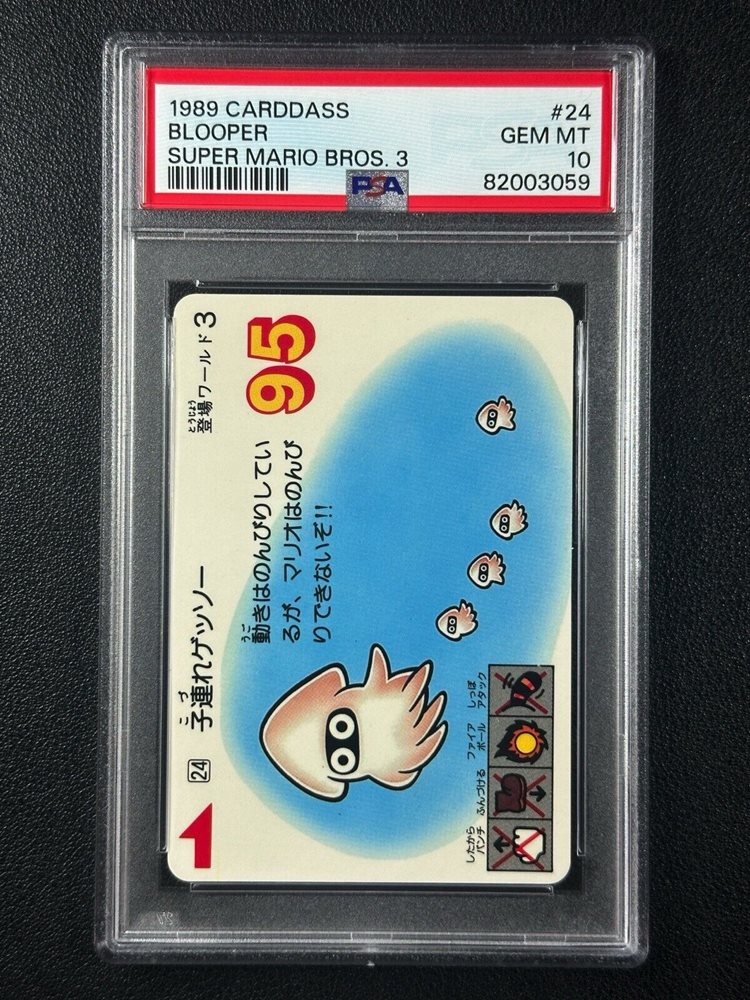 1989 CARDDASS #24
BLOOPER GEM MT
SUPER MARIO BROS. 3 10
PSA 82003059
24 子連れゲッソー
こづ
登場ワールド3
とうじょう
95
動きはのんびりしてい
うご
るが、マリオはのんび
りできないぞ!!
したから
パンチ
ふんづける
ファイア
ボール
しっぽ
アタック